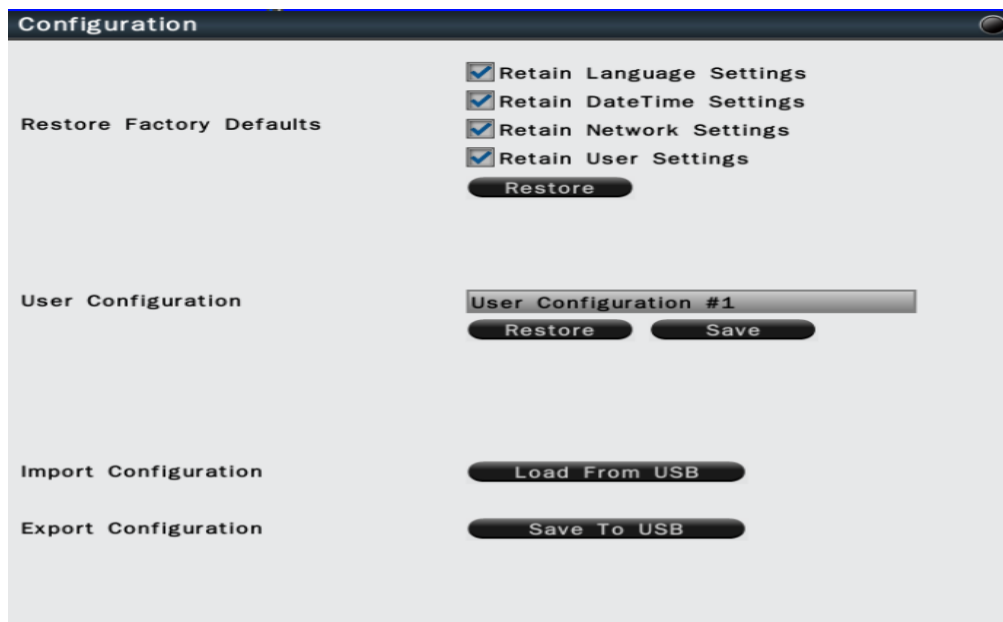 Configuration
Retain Language Settings
Retain DateTime Settings
Restore Factory Defaults
Retain Network Settings
Retain User Settings
Restore
User Configuration
User Configuration #1
Restore Save
Import Configuration
Load From USB
Export Configuration
Save To USB